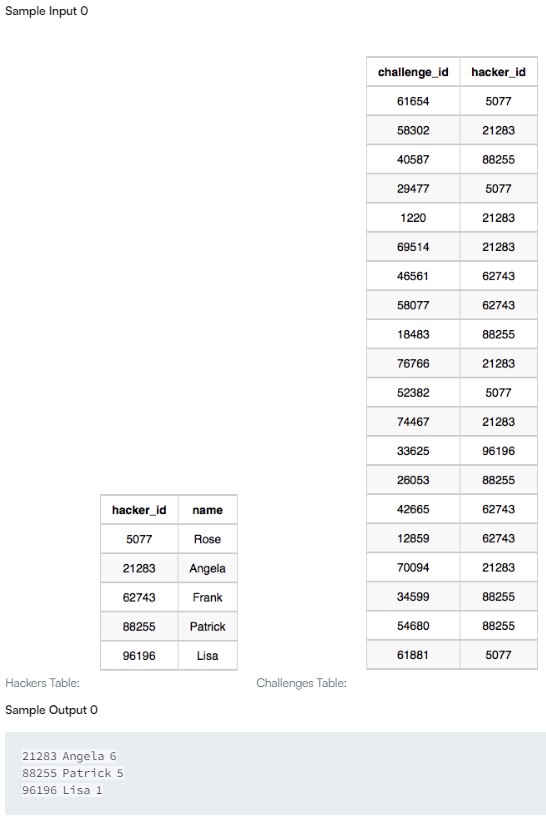 Sample Input 0
challenge_id hacker_id
61654 5077
58302 21283
40587 88255
29477 5077
1220 21283
69514 21283
46561 62743
58077 62743
18483 88255
76766 21283
52382 5077
74467 21283
33625 96196
26053 88255
42665 62743
12859 62743
70094 21283
34599 88255
54680 88255
61881 5077
hacker_id name
5077 Rose
21283 Angela
62743 Frank
88255 Patrick
96196 Lisa
Hackers Table: Challenges Table:
Sample Output 0
21283 Angela 6
88255 Patrick 5
96196 Lisa 1